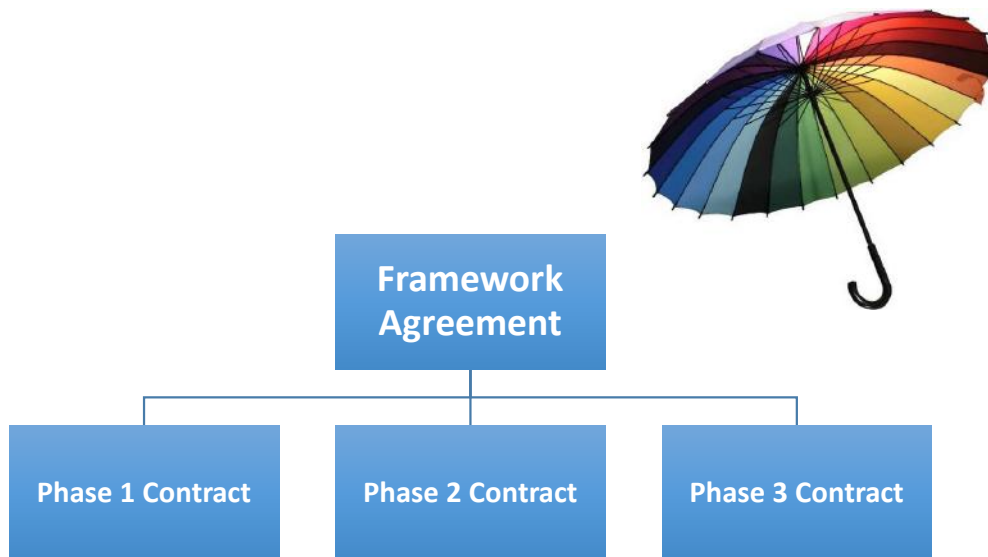 Framework
Agreement
Phase 1 Contract
Phase 2 Contract
Phase 3 Contract